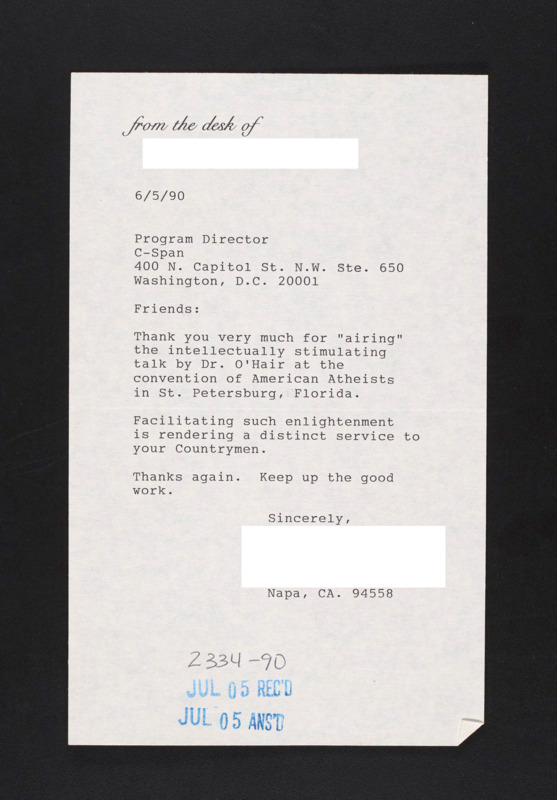 from the desk of
6/5/90
Program Director
C-Span
400 N. Capitol St. N.W. Ste. 650
Washington, D.C. 20001
Friends:
Thank you very much for "airing"
the intellectually stimulating
talk by Dr. O'Hair at the
convention of American Atheists
in St. Petersburg, Florida.
Facilitating such enlightenment
is rendering a distinct service to
your Countrymen.
Thanks again.  Keep up the good
work.
Sincerely,
Napa, CA. 94558
2334-90
JUL 05 REC'D
JUL 05 ANS'D